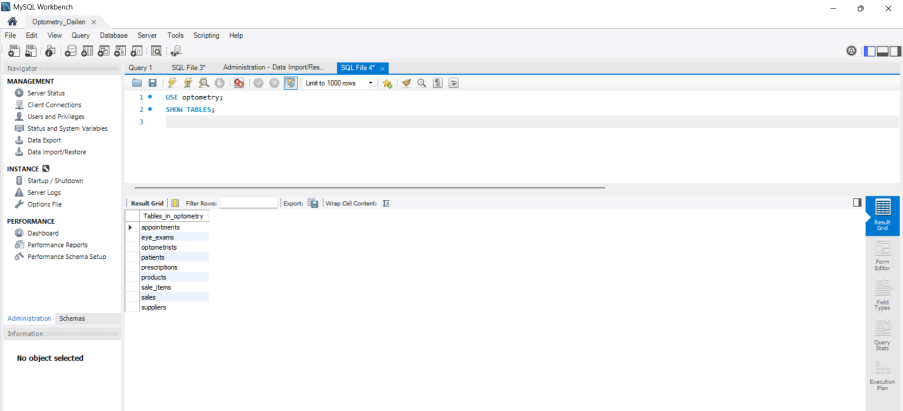 MySQL Workbench
Optometry_Dailen
File Edit View Query Database Server Tools Scripting Help
Navigator
MANAGEMENT
Server Status
Client Connections
Users and Privileges
Status and System Variables
Data Export
Data Import/Restore
INSTANCE
Startup / Shutdown
Server Logs
Options File
PERFORMANCE
Dashboard
Performance Reports
Performance Schema Setup
Administration Schemas
Information
No object selected
Query 1 SQL File 3* Administration - Data Import/Res... SQL File 4*
Limit to 1000 rows
1 USE optometry;
2 SHOW TABLES;
3
Result Grid Filter Rows: Export: Wrap Cell Content: IA
Tables_in_optometry
appointments
eye_exams
optometrists
patients
prescriptions
products
sale_items
sales
suppliers
Result
Grid
Form
Editor
Field
Types
Query
Stats
Execution
Plan